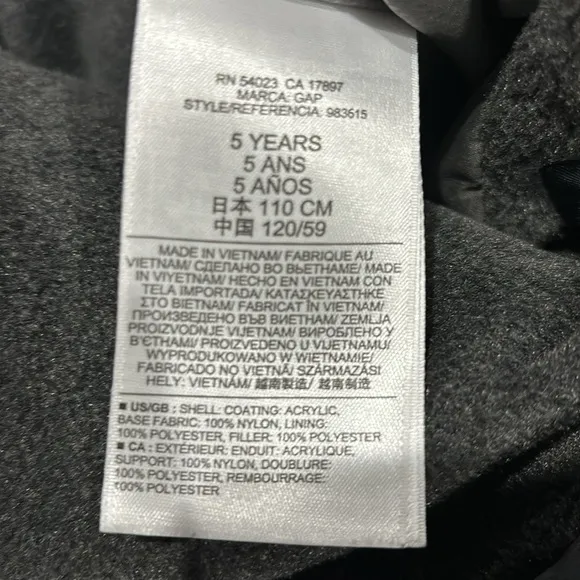 RN 54023 CA 17897
MARCA: GAP
STYLE/REFERENCIA: 983615
5 YEARS
5 ANS
5 AÑOS
日本 110 CM
中国 120/59
MADE IN VIETNAM/ FABRIQUE AU
VIETNAM/ СДЕЛАНО ВО ВЬЕТНАМЕ/ MADE
IN VIYETNAM/ HECHO EN VIETNAM CON
TELA IMPORTADA/ ΚΑΤΑΣΚΕΥΑΣΤΗΚΕ
ΣΤΟ ΒΙΕΤΝΑΜ/ FABRICAT ÎN VIETNAM/
ПРОИЗВЕДЕНО ВЪВ ВИЕТНАМ/ ZEMLJA
PROIZVODNJE VIJETNAM/ ВИРОБЛЕНО У
В'ЄТНАМІ/ PROIZVEDENO U VIJETNAMU/
WYPRODUKOWANO W WIETNAMIE/
FABRICADO NO VIETNÃ/ SZÁRMAZÁSI
HELY: VIETNÁM/ 越南製造/ 越南制造
■ US/GB : SHELL: COATING: ACRYLIC,
BASE FABRIC: 100% NYLON, LINING:
100% POLYESTER, FILLER: 100% POLYESTER
■ CA : EXTÉRIEUR: ENDUIT: ACRYLIQUE,
SUPPORT: 100% NYLON, DOUBLURE:
100% POLYESTER, REMBOURRAGE:
100% POLYESTER